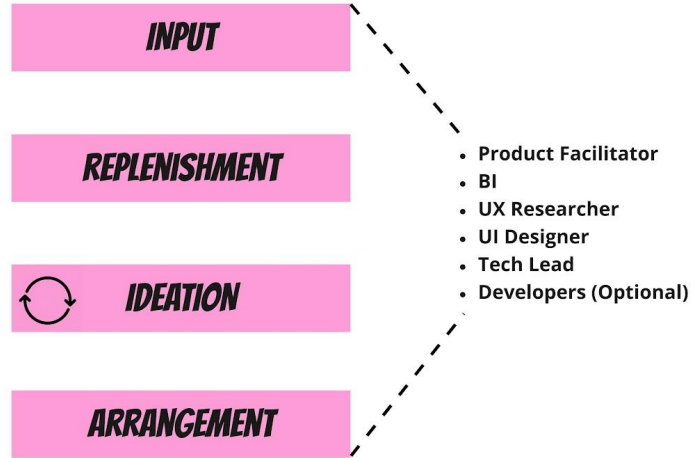 INPUT
REPLENISHMENT
IDEATION
ARRANGEMENT
• Product Facilitator
• BI
• UX Researcher
• UI Designer
• Tech Lead
• Developers (Optional)